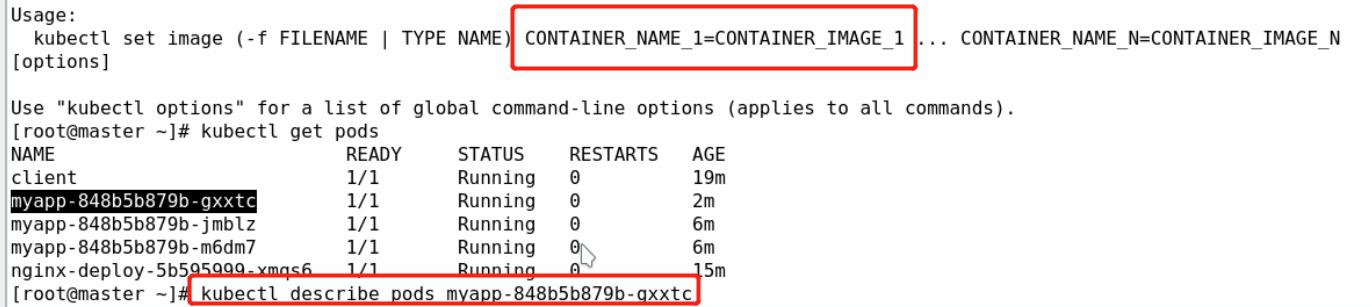 Usage:
  kubectl set image (-f FILENAME | TYPE NAME) CONTAINER_NAME_1=CONTAINER_IMAGE_1 ... CONTAINER_NAME_N=CONTAINER_IMAGE_N
[options]

Use "kubectl options" for a list of global command-line options (applies to all commands).
[root@master ~]# kubectl get pods
NAME                          READY     STATUS    RESTARTS   AGE
client                        1/1       Running   0          19m
myapp-848b5b879b-gxxtc        1/1       Running   0          2m
myapp-848b5b879b-jmblz        1/1       Running   0          6m
myapp-848b5b879b-m6dm7        1/1       Running   0          6m
nginx-deploy-5b595999-xmqs6   1/1       Running   0          15m
[root@master ~]# kubectl describe pods myapp-848b5b879b-gxxtc